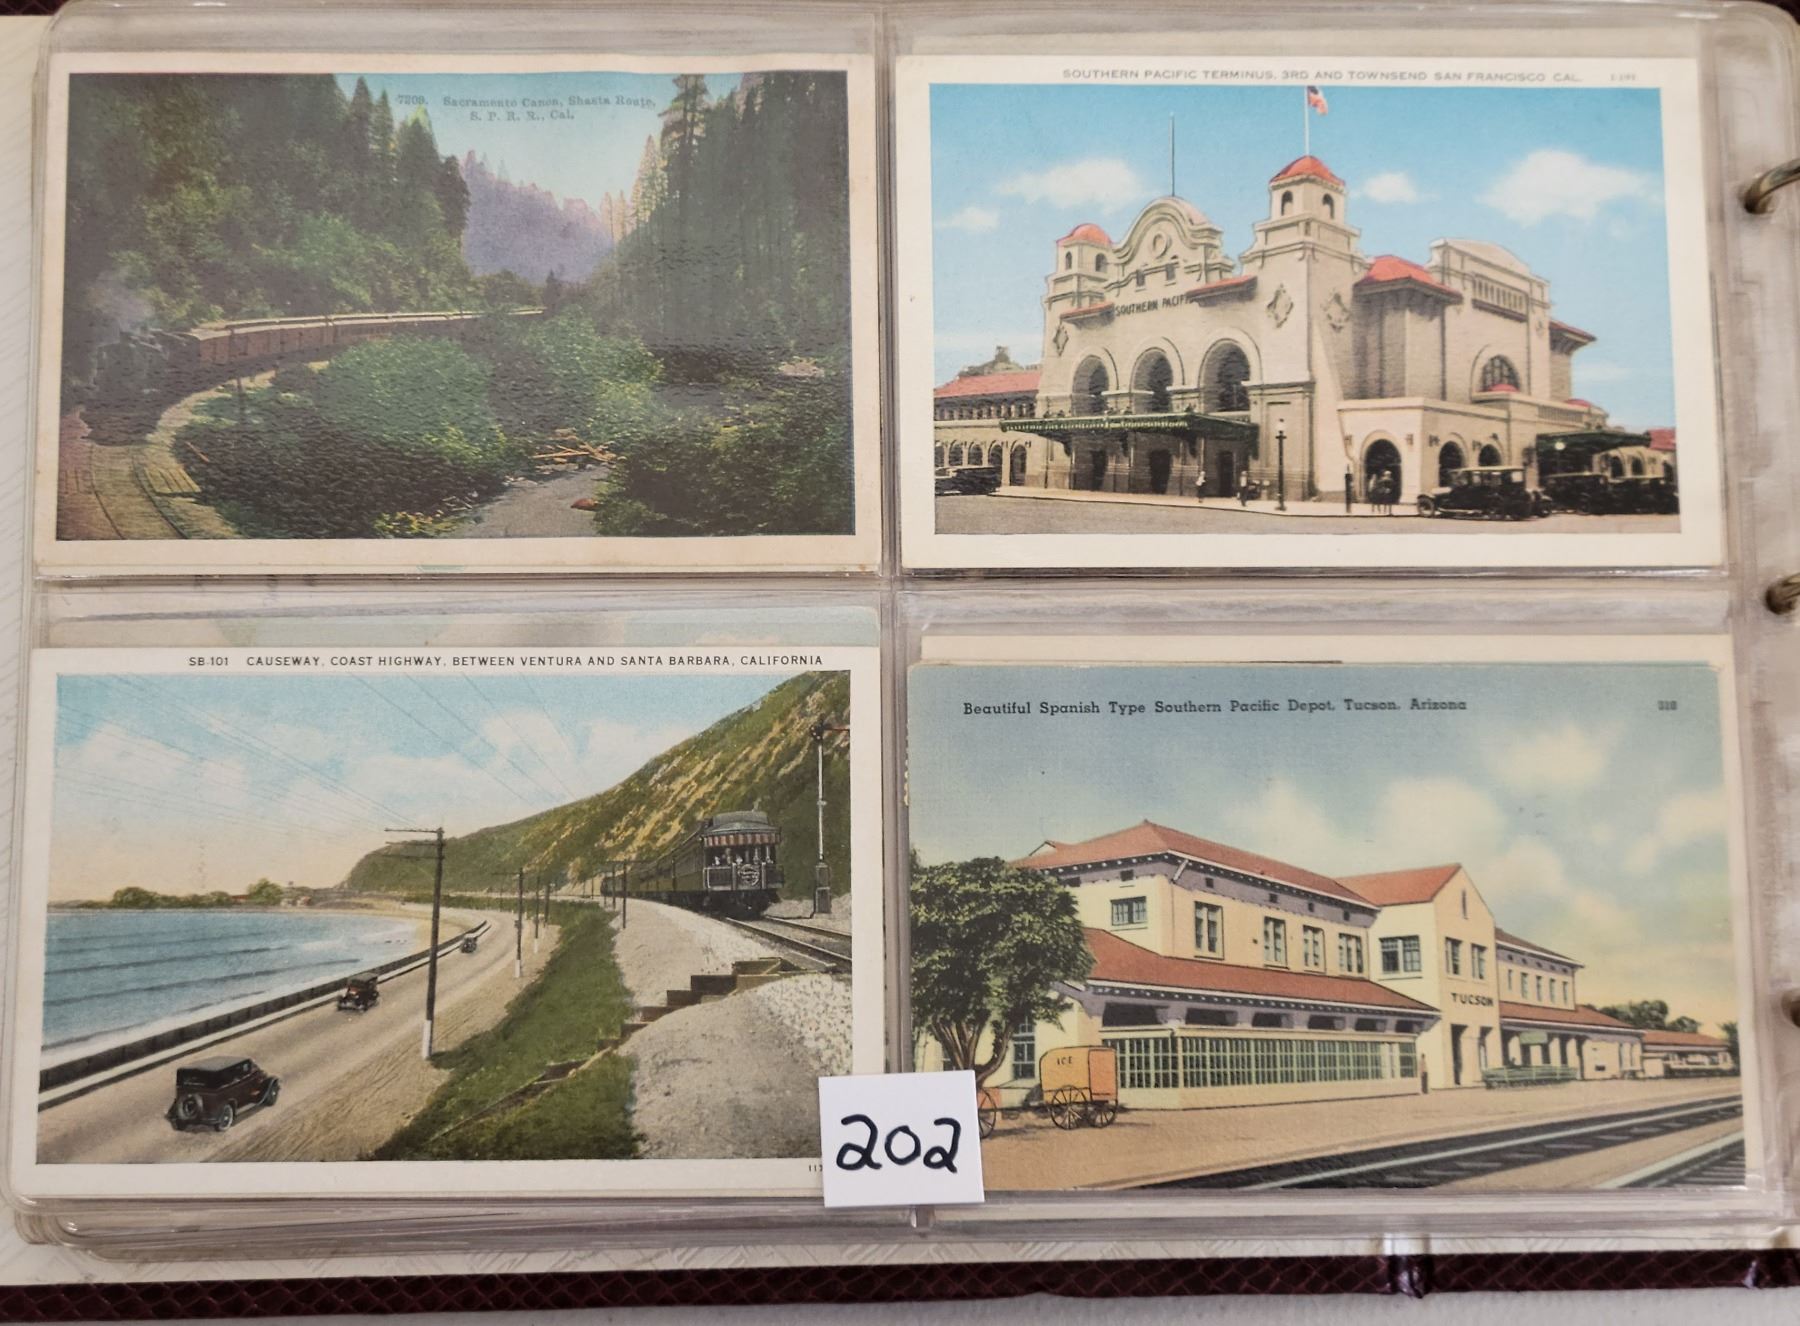 7209. Sacramento Canon, Shasta Route,
S. P. R. R., Cal.
SOUTHERN PACIFIC TERMINUS, 3RD AND TOWNSEND SAN FRANCISCO CAL.
SOUTHERN PACIFIC
SB-101 CAUSEWAY, COAST HIGHWAY, BETWEEN VENTURA AND SANTA BARBARA, CALIFORNIA
Beautiful Spanish Type Southern Pacific Depot, Tucson, Arizona
TUCSON
ICE
202